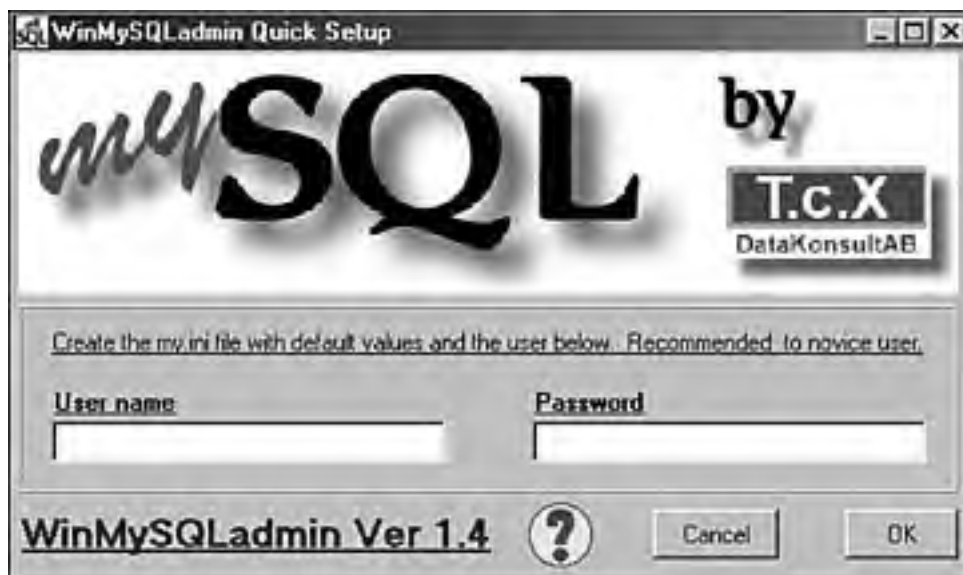 WinMySQLadmin Quick Setup
mySQL by
T.c.X
DataKonsultAB
Create the my.ini file with default values and the user below. Recommended to novice user.
User name Password
WinMySQLadmin Ver 1.4 ? Cancel OK